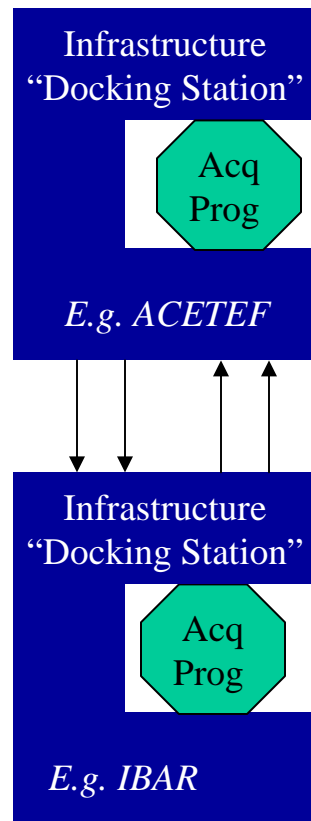 Infrastructure
“Docking Station”
Acq
Prog
E.g. ACETEF
Infrastructure
“Docking Station”
Acq
Prog
E.g. IBAR